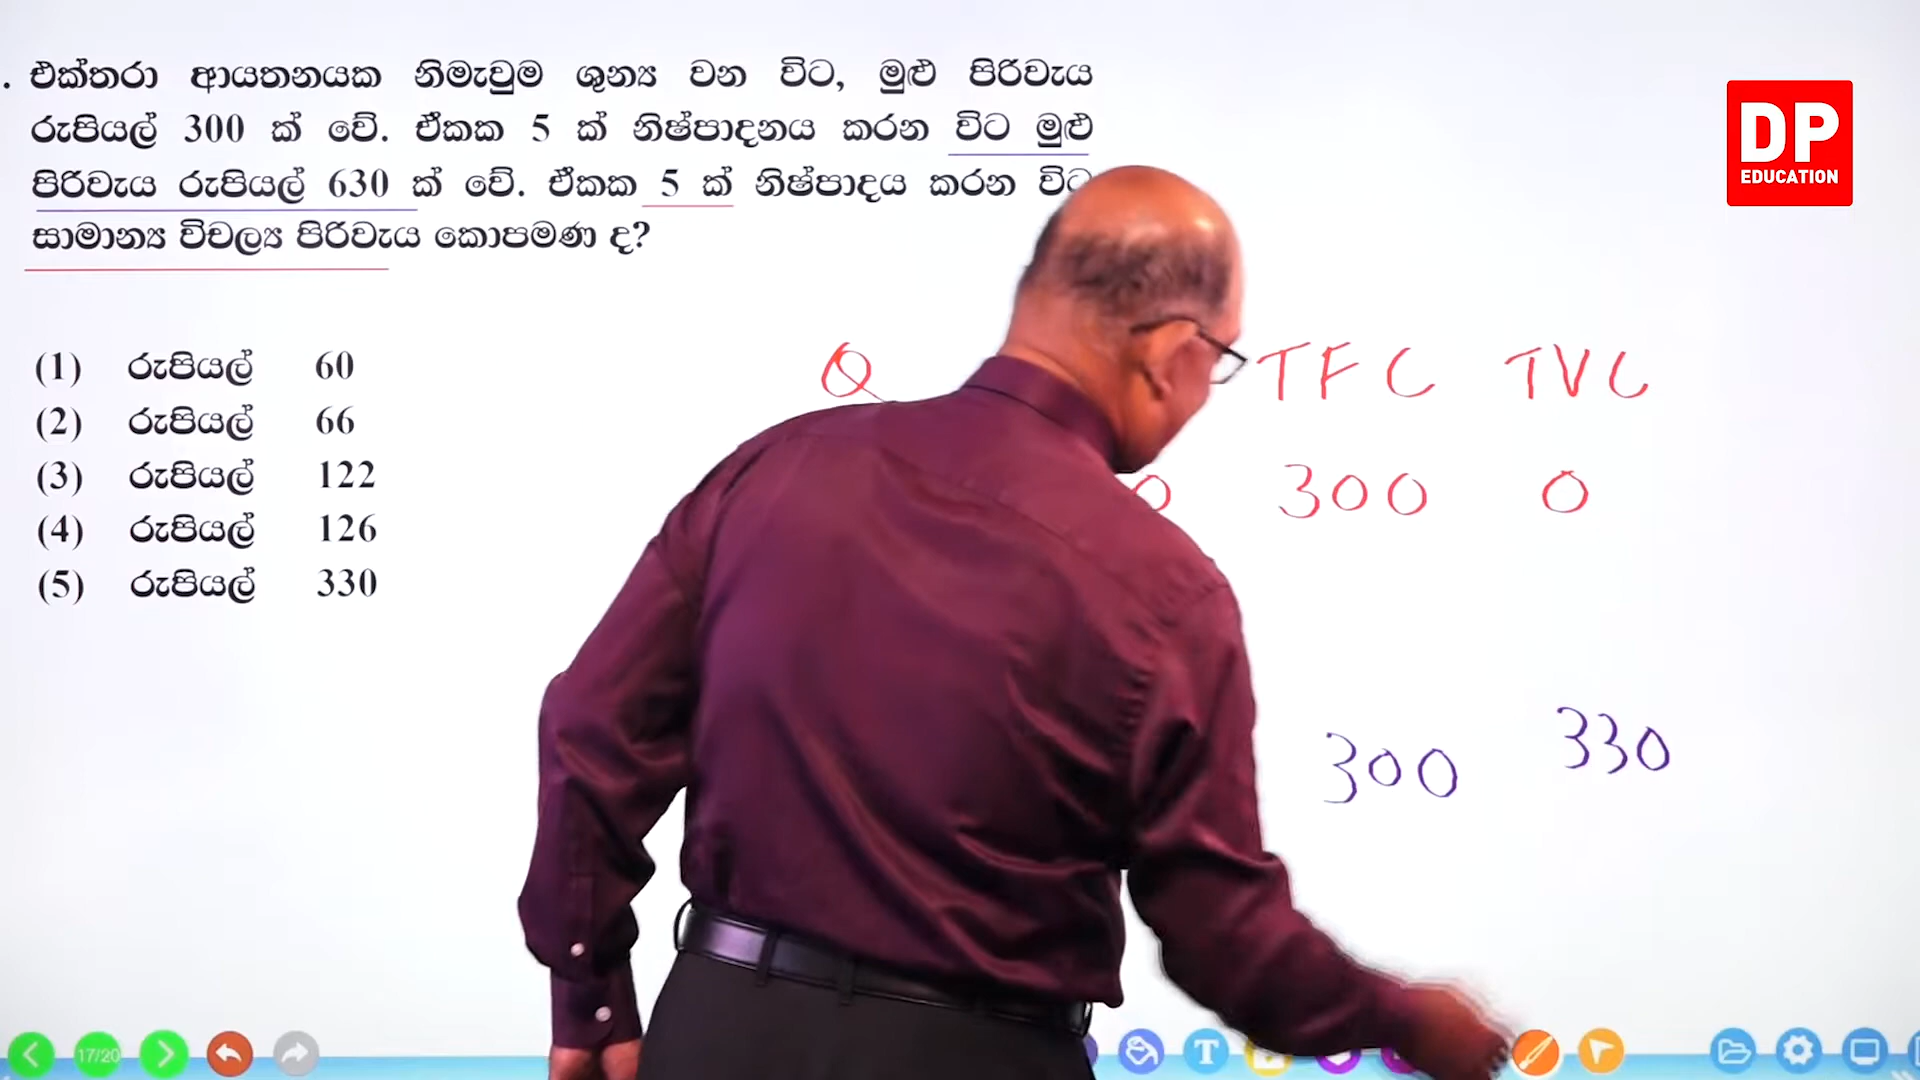 . එක්තරා ආයතනයක නිමැවුම ශුන්‍ය වන විට, මුළු පිරිවැය
රුපියල් 300 ක් වේ. ඒකක 5 ක් නිෂ්පාදනය කරන විට මුළු
පිරිවැය රුපියල් 630 ක් වේ. ඒකක 5 ක් නිෂ්පාදය කරන විට
සාමාන්‍ය විචල්‍ය පිරිවැය කොපමණ ද?
(1) රුපියල් 60
(2) රුපියල් 66
(3) රුපියල් 122
(4) රුපියල් 126
(5) රුපියල් 330
DP
EDUCATION
Q TFC TVC
0 300 0
300 330
17/20
T